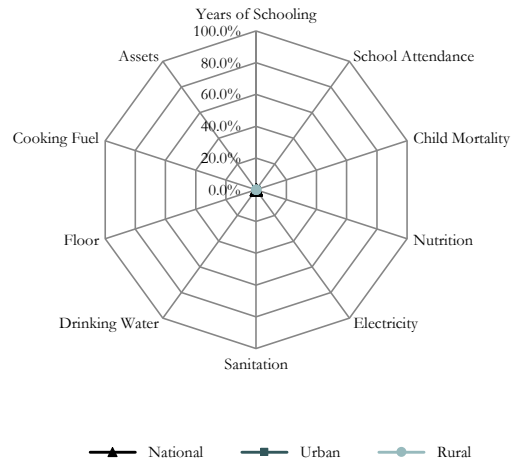 Years of Schooling
100.0%
Assets
School Attendance
80.0%
60.0%
40.0%
Cooking Fuel
Child Mortality
20.0%
0.0%
Floor
Nutrition
Drinking Water
Electricity
Sanitation
National
Urban
Rural